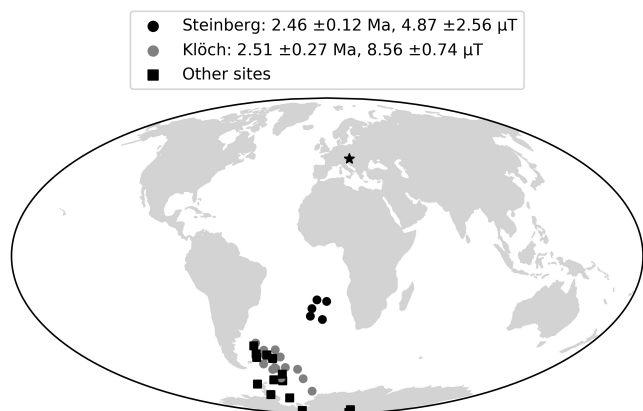 Steinberg: 2.46 ±0.12 Ma, 4.87 ±2.56 μT
Klöch: 2.51 ±0.27 Ma, 8.56 ±0.74 μT
Other sites